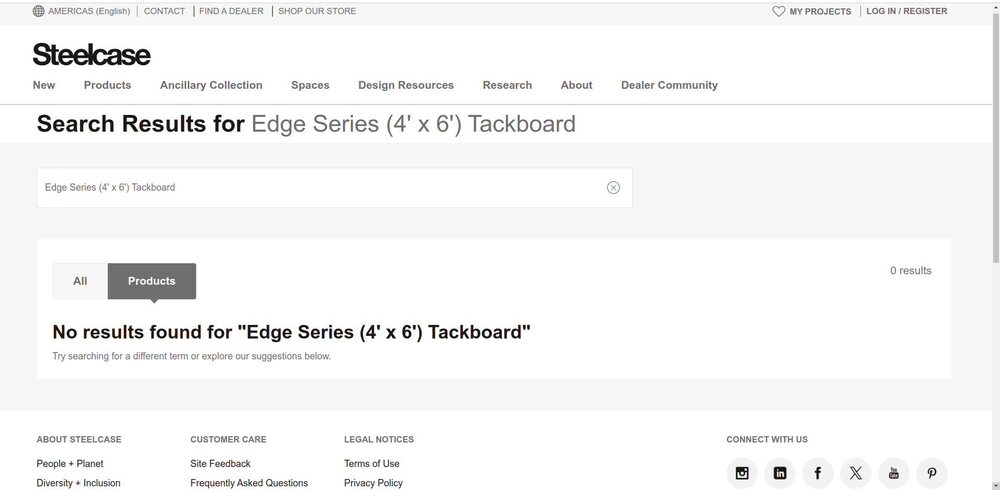 AMERICAS (English) CONTACT FIND A DEALER SHOP OUR STORE MY PROJECTS LOG IN / REGISTER
Steelcase
New Products Ancillary Collection Spaces Design Resources Research About Dealer Community
Search Results for Edge Series (4' x 6') Tackboard
Edge Series (4' x 6') Tackboard
All Products 0 results
No results found for "Edge Series (4' x 6') Tackboard"
Try searching for a different term or explore our suggestions below.
ABOUT STEELCASE CUSTOMER CARE LEGAL NOTICES CONNECT WITH US
People + Planet Site Feedback Terms of Use
Diversity + Inclusion Frequently Asked Questions Privacy Policy